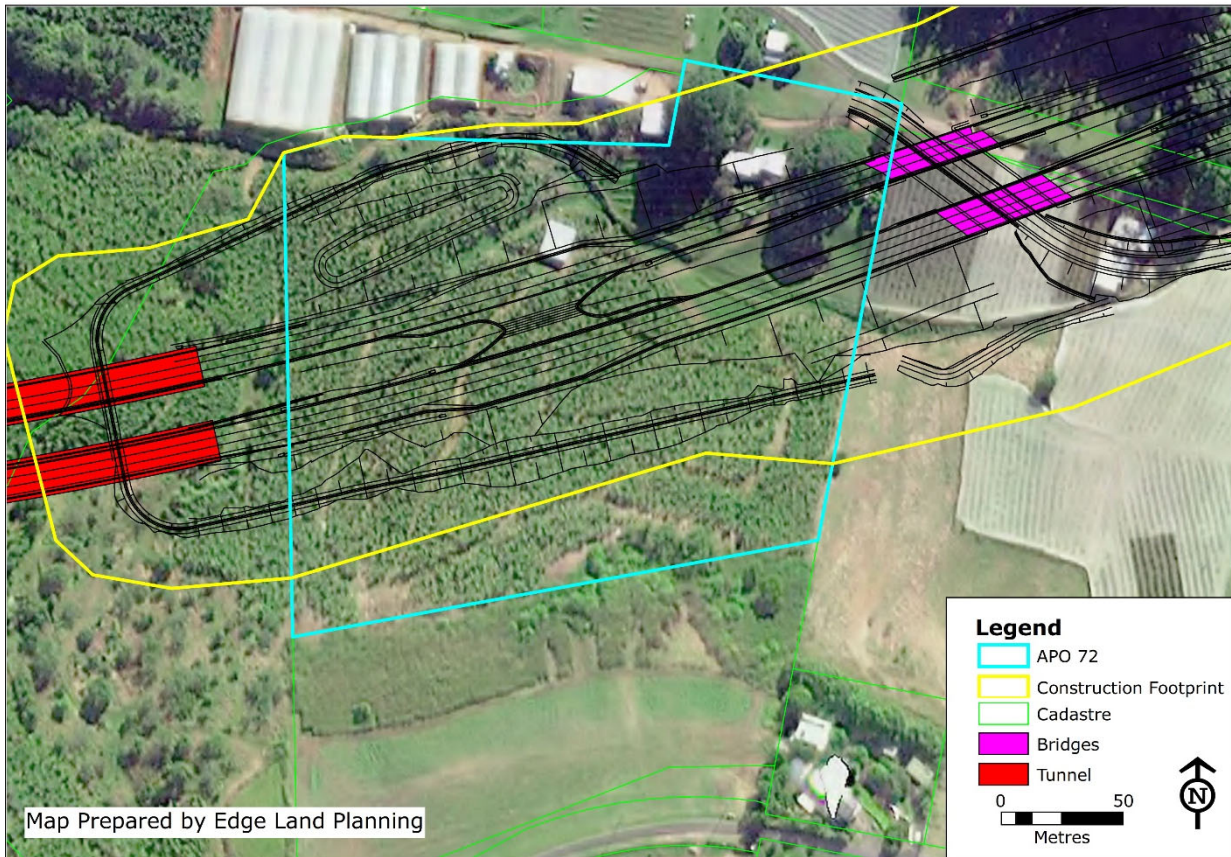 Legend
APO 72
Construction Footprint
Cadastre
Bridges
Tunnel
0 50
Metres
N
Map Prepared by Edge Land Planning